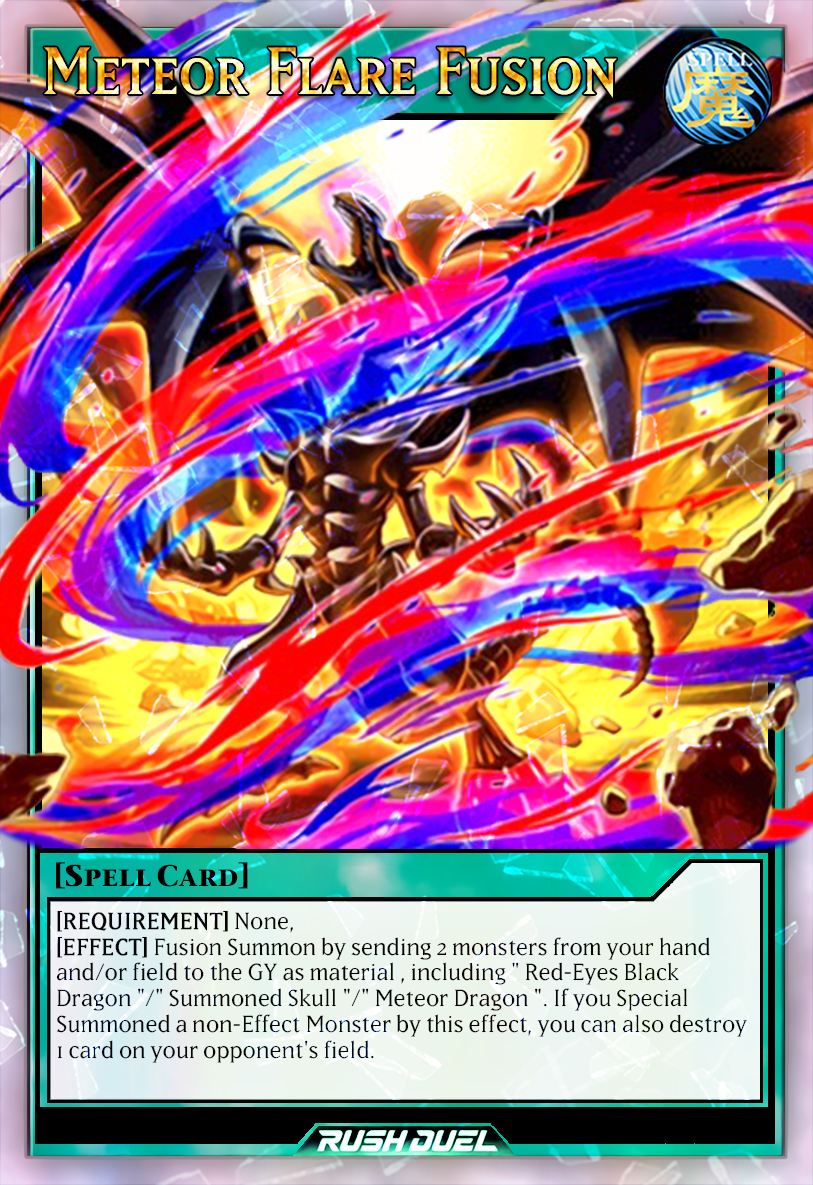 METEOR FLARE FUSION
SPELL
魔
[SPELL CARD]
[REQUIREMENT] None,
[EFFECT] Fusion Summon by sending 2 monsters from your hand
and/or field to the GY as material , including " Red-Eyes Black
Dragon "/" Summoned Skull "/" Meteor Dragon ". If you Special
Summoned a non-Effect Monster by this effect, you can also destroy
1 card on your opponent's field.
RUSH DUEL